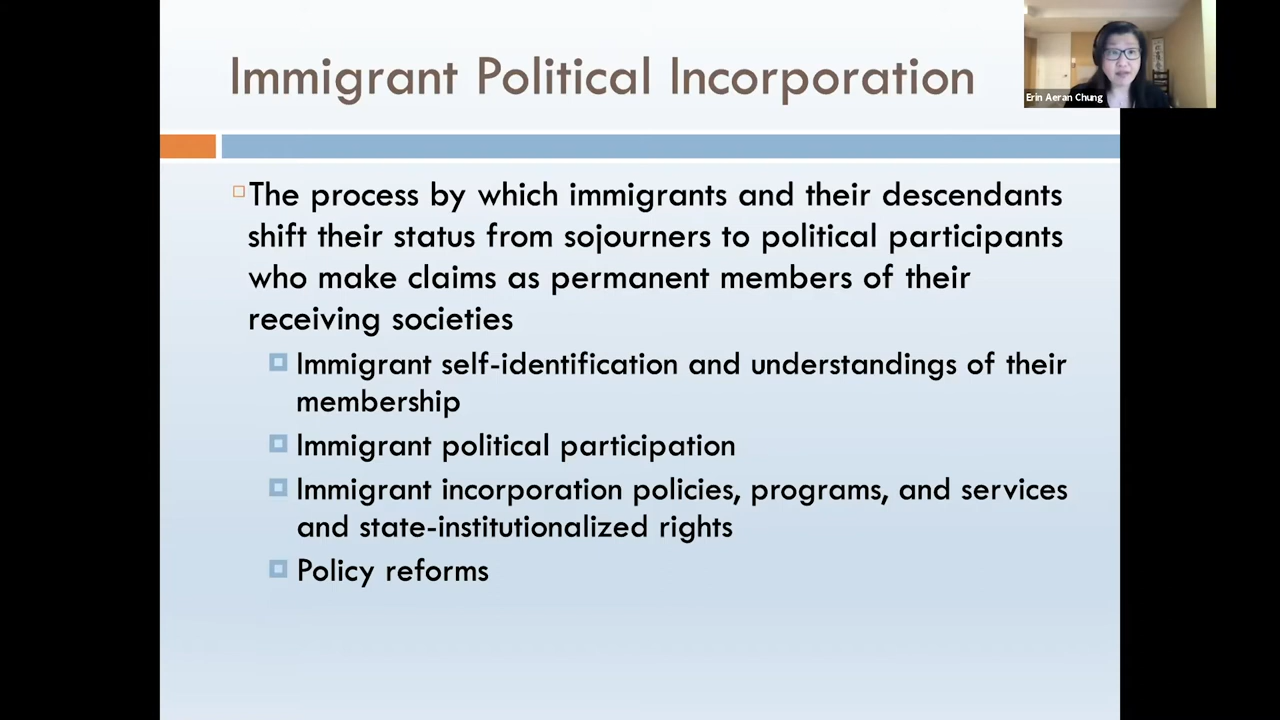 Immigrant Political Incorporation
Erin Aeran Chung
The process by which immigrants and their descendants
shift their status from sojourners to political participants
who make claims as permanent members of their
receiving societies
Immigrant self-identification and understandings of their
membership
Immigrant political participation
Immigrant incorporation policies, programs, and services
and state-institutionalized rights
Policy reforms